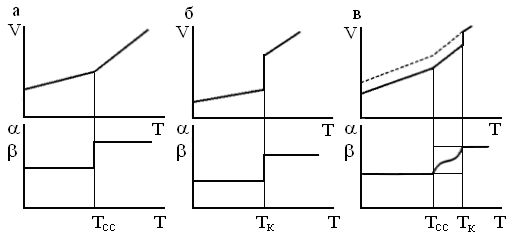 а б в
V V V
T T T
α α α
β β β
Tсс T Tк T Tсс Tк T